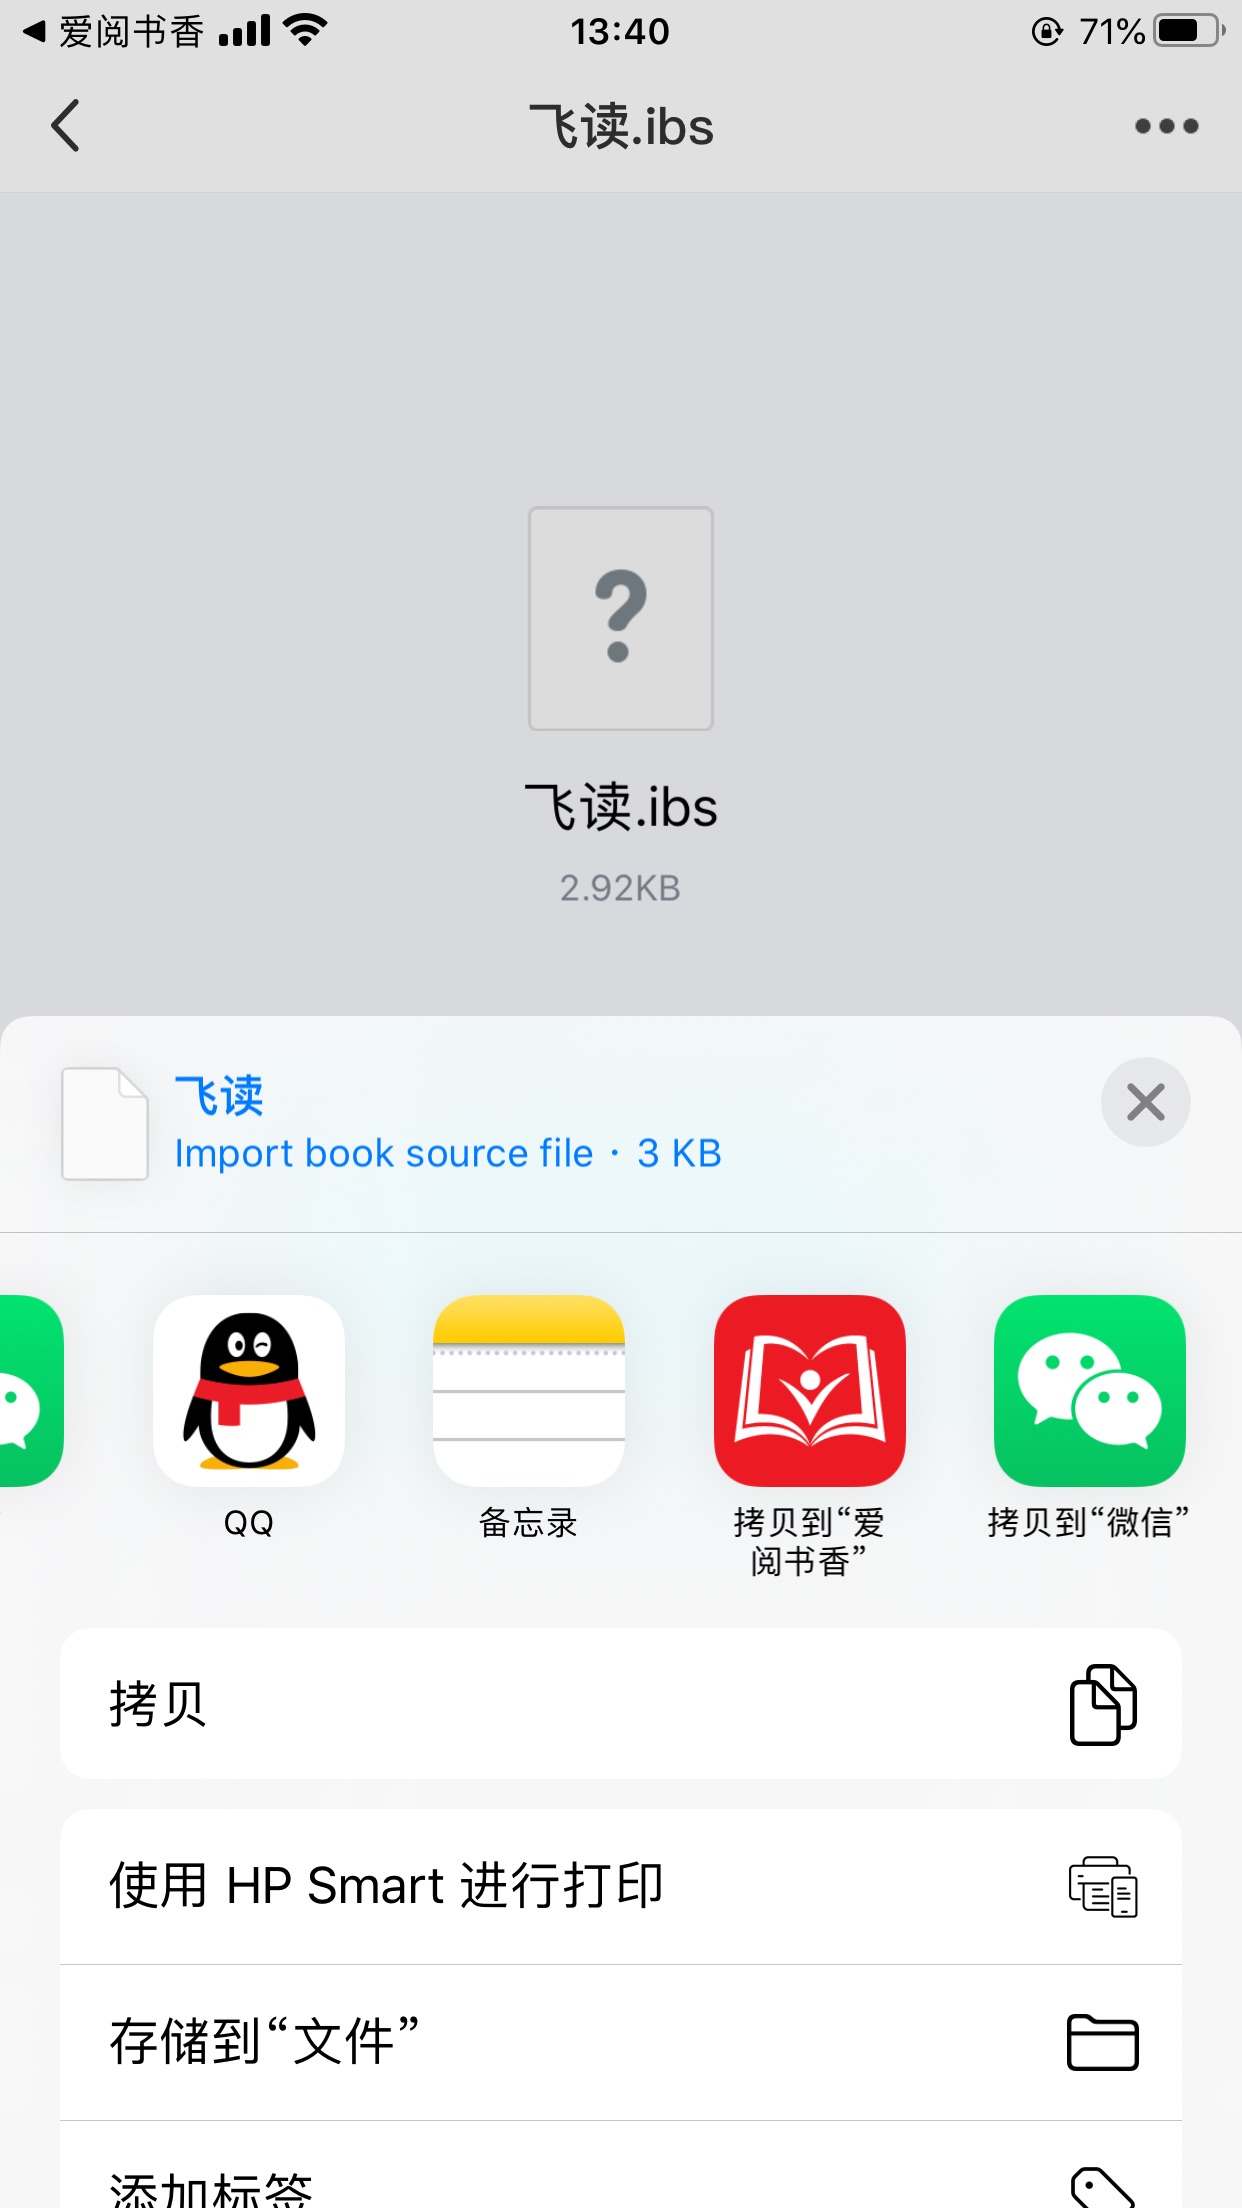 爱阅书香
13:40
71%
飞读.ibs
飞读.ibs
2.92KB
飞读
Import book source file · 3 KB
QQ
备忘录
拷贝到“爱
阅书香”
拷贝到“微信”
拷贝
使用 HP Smart 进行打印
存储到“文件”
添加标签